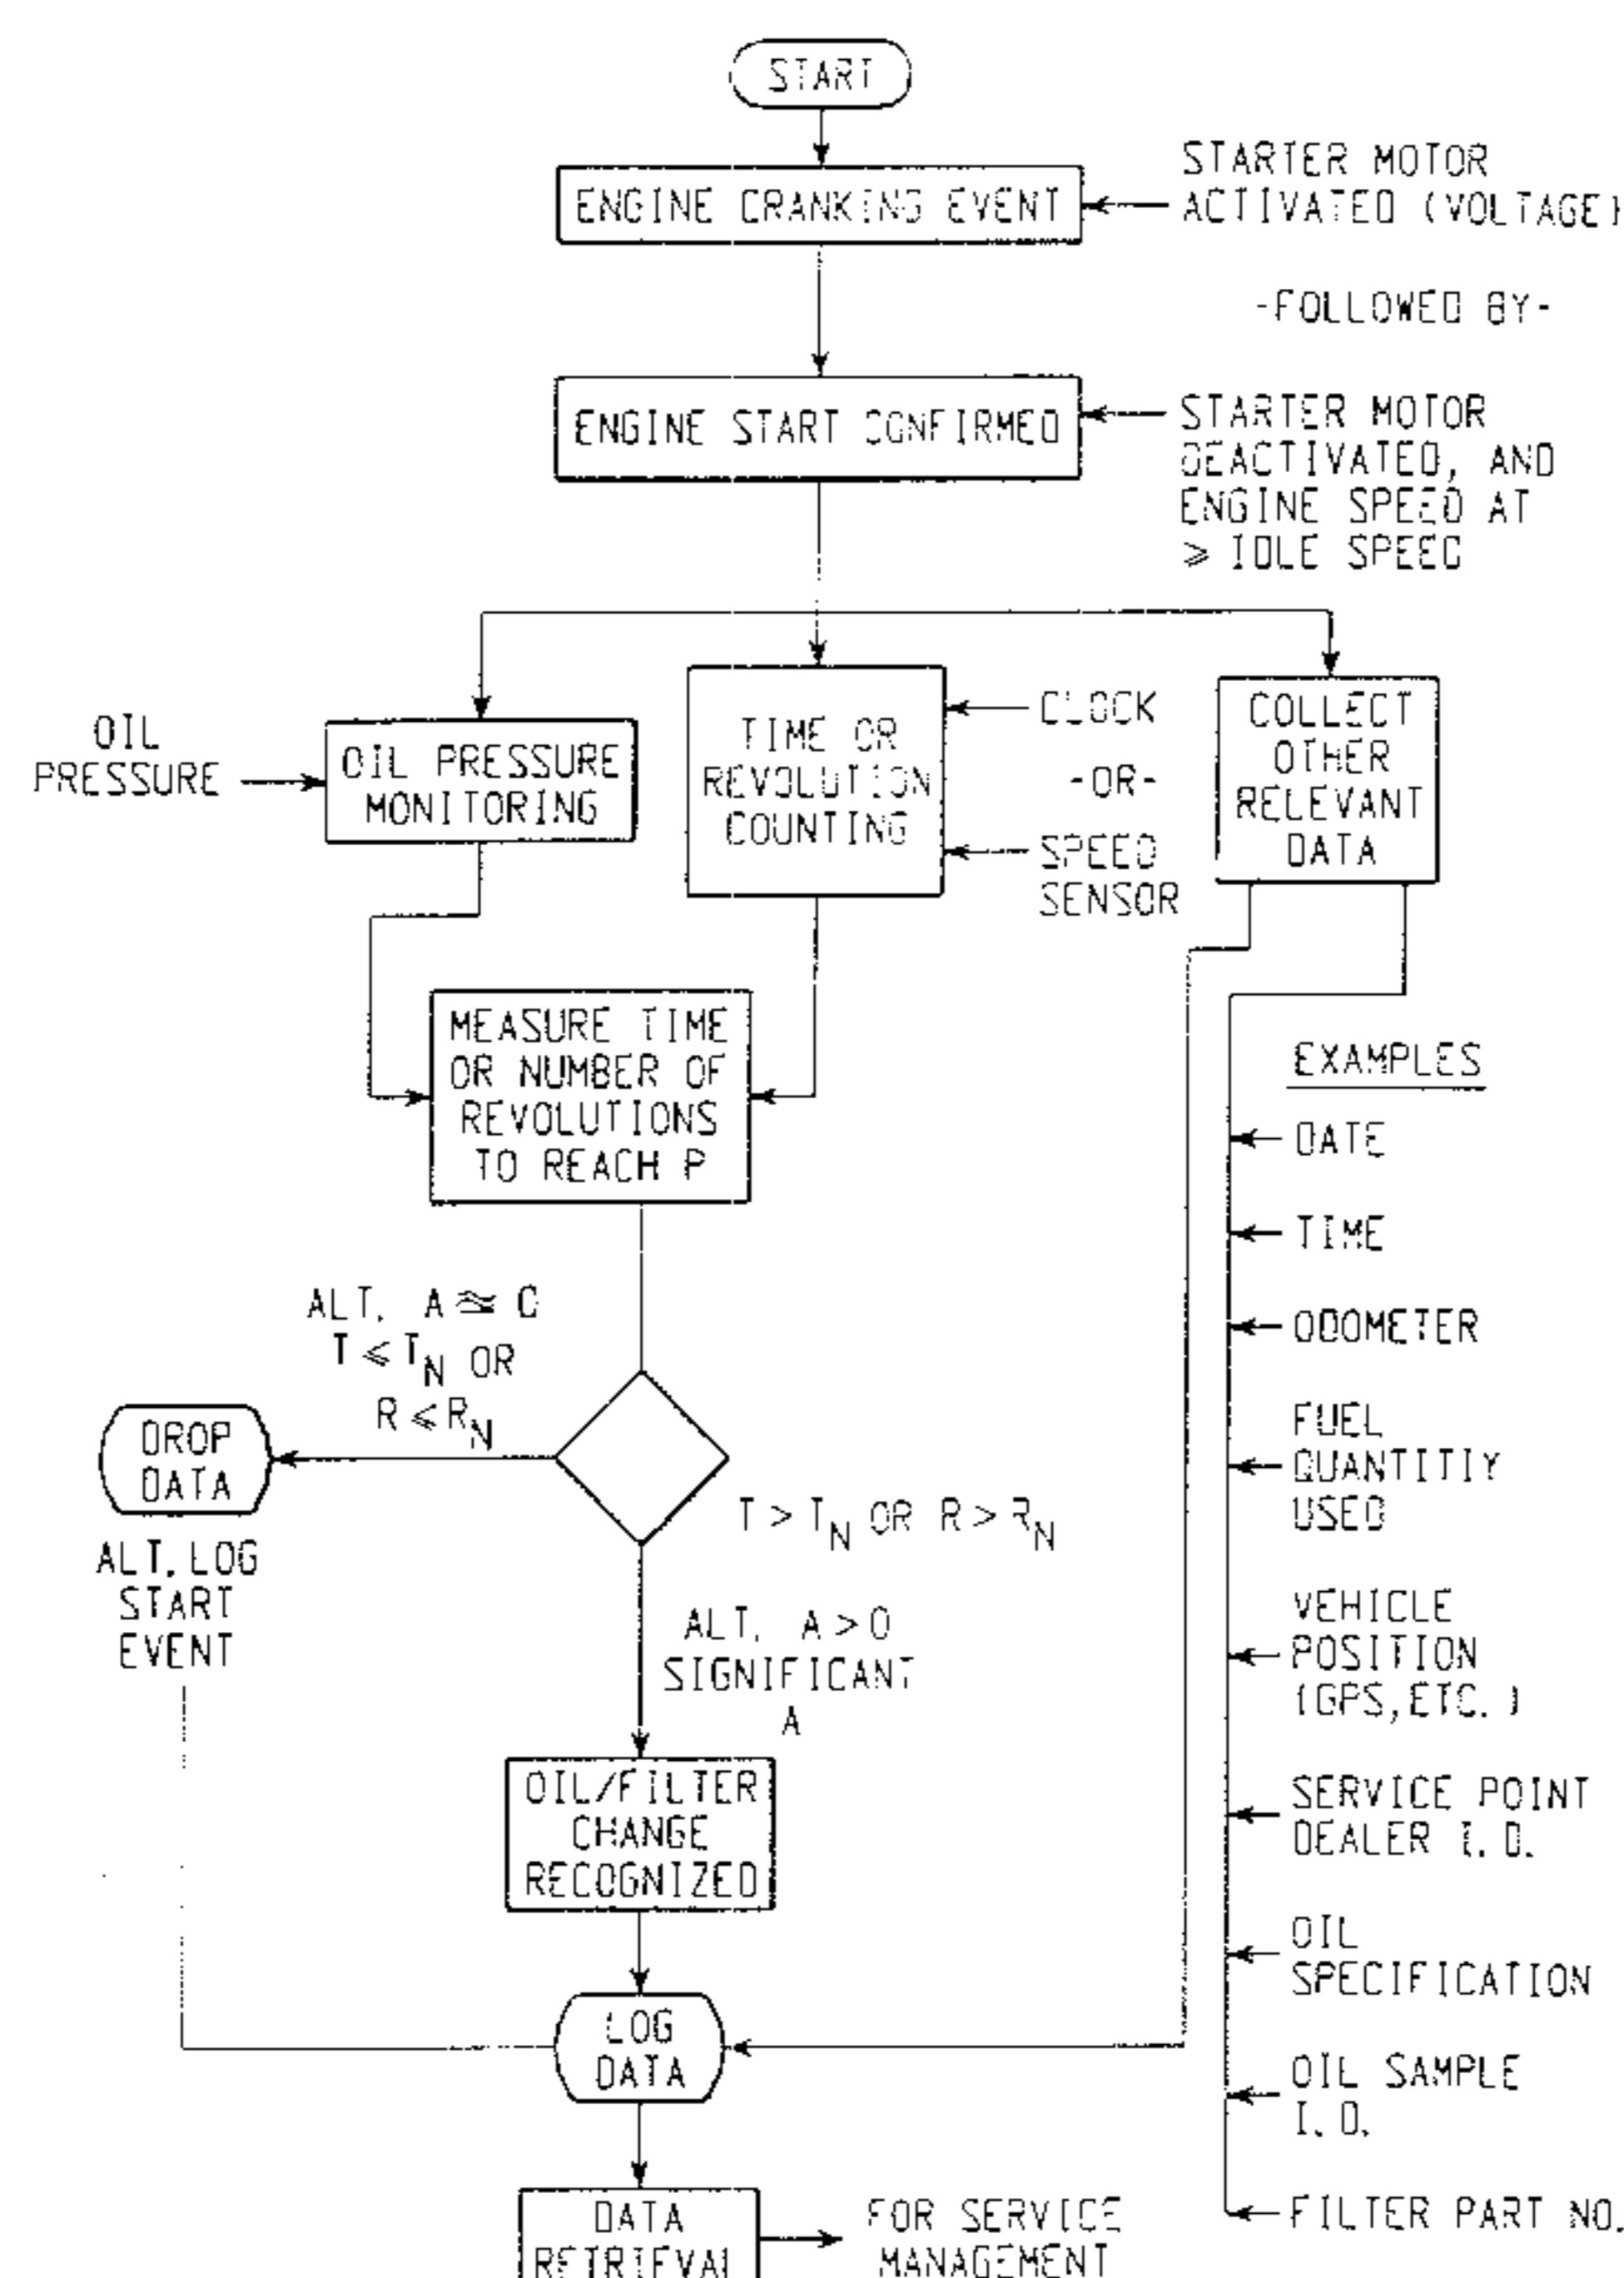 START
ENGINE CRANKING EVENT
STARTER MOTOR
ACTIVATED (VOLTAGE)
-FOLLOWED BY-
ENGINE START CONFIRMED
STARTER MOTOR
DEACTIVATED, AND
ENGINE SPEED AT
⩾ IDLE SPEED
OIL
PRESSURE
OIL PRESSURE
MONITORING
TIME OR
REVOLUTION
COUNTING
CLOCK
-OR-
SPEED
SENSOR
COLLECT
OTHER
RELEVANT
DATA
MEASURE TIME
OR NUMBER OF
REVOLUTIONS
TO REACH P
EXAMPLES
DATE
TIME
ODOMETER
FUEL
QUANTITIY
USED
VEHICLE
POSITION
(GPS,ETC.)
SERVICE POINT
DEALER I.D.
OIL
SPECIFICATION
OIL SAMPLE
I.D.
FILTER PART NO.
ALT. A ≅ 0
T ⩽ TN OR
R ⩽ RN
DROP
DATA
ALT. LOG
START
EVENT
T > TN OR R > RN
ALT. A > 0
SIGNIFICANT
A
OIL/FILTER
CHANGE
RECOGNIZED
LOG
DATA
DATA
RETRIEVAL
FOR SERVICE
MANAGEMENT